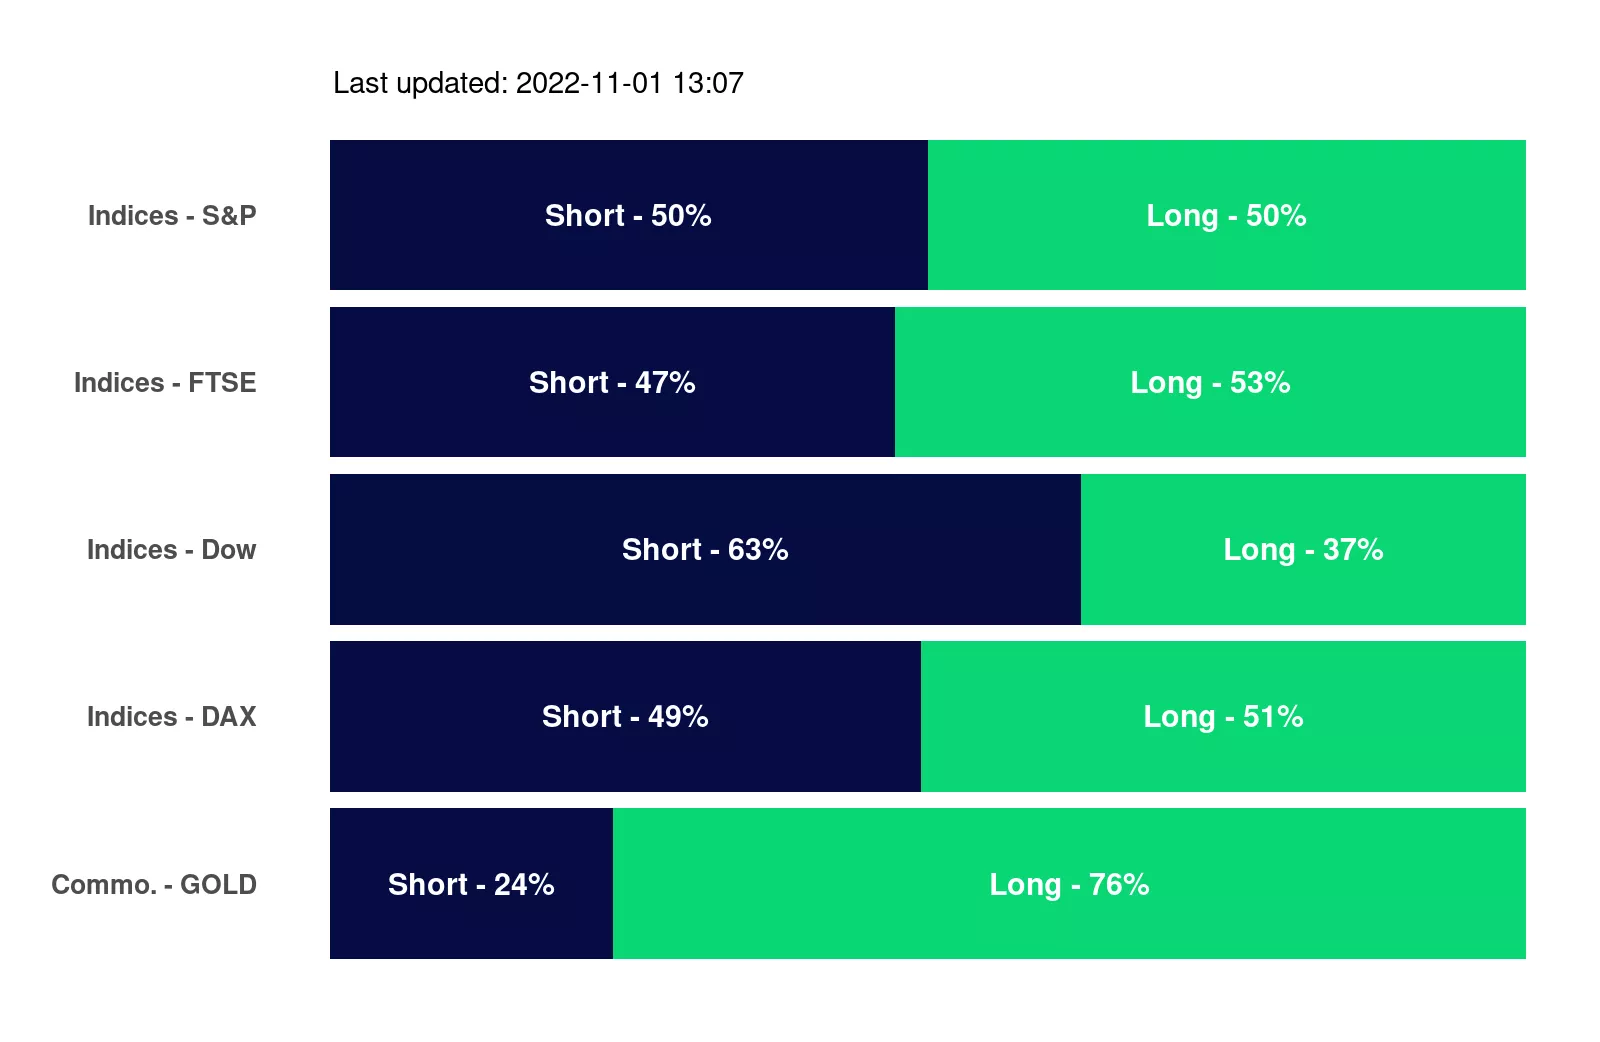 Last updated: 2022-11-01 13:07
Indices - S&P Short - 50% Long - 50%
Indices - FTSE Short - 47% Long - 53%
Indices - Dow Short - 63% Long - 37%
Indices - DAX Short - 49% Long - 51%
Commo. - GOLD Short - 24% Long - 76%